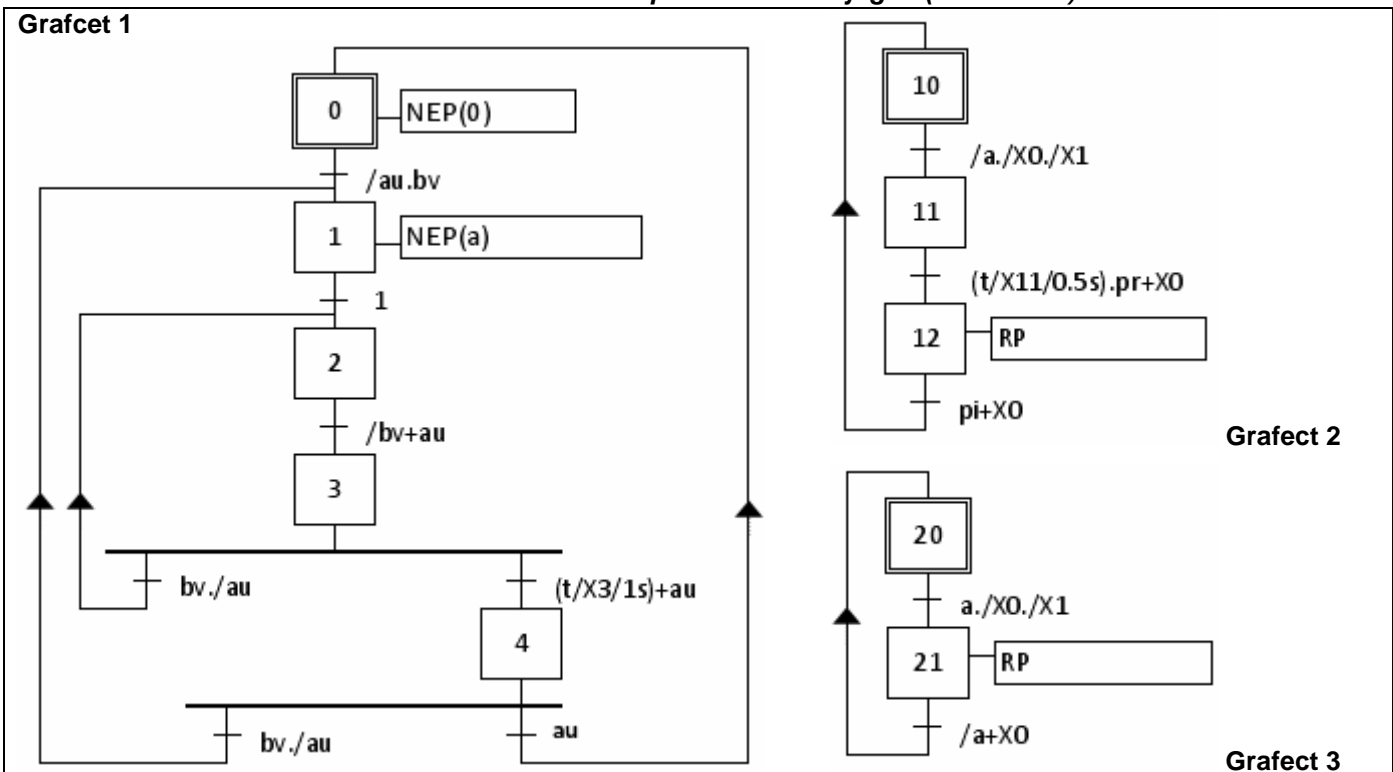 Grafcet 1
0
NEP(0)
/au.bv
1
NEP(a)
1
2
/bv+au
3
bv./au
(t/X3/1s)+au
4
bv./au
au
10
/a./X0./X1
11
(t/X11/0.5s).pr+X0
12
RP
pi+X0
Grafect 2
20
a./X0./X1
21
RP
/a+X0
Grafect 3